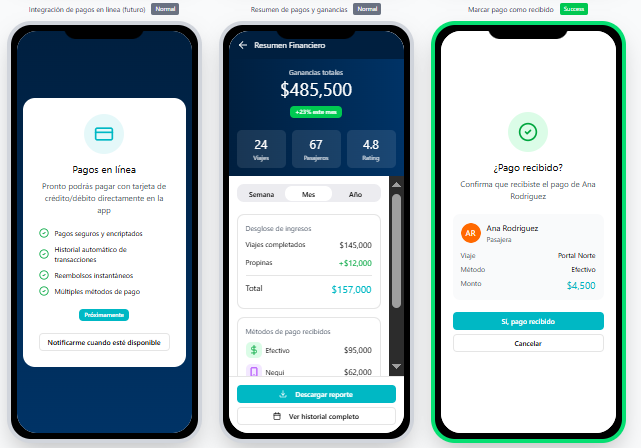 Integración de pagos en línea (futuro) Normal
Pagos en línea
Pronto podrás pagar con tarjeta de
crédito/débito directamente en la
app
Pagos seguros y encriptados
Historial automático de
transacciones
Reembolsos instantáneos
Múltiples métodos de pago
Próximamente
Notificarme cuando esté disponible
Resumen de pagos y ganancias Normal
Resumen Financiero
Ganancias totales
$485,500
+23% este mes
24
Viajes
67
Pasajeros
4.8
Rating
Semana Mes Año
Desglose de ingresos
Viajes completados $145,000
Propinas +$12,000
Total $157,000
Métodos de pago recibidos
Efectivo $95,000
Nequi $62,000
Descargar reporte
Ver historial completo
Marcar pago como recibido Success
¿Pago recibido?
Confirma que recibiste el pago de Ana
Rodriguez
AR
Ana Rodriguez
Pasajera
Viaje Portal Norte
Método Efectivo
Monto $4,500
Sí, pago recibido
Cancelar